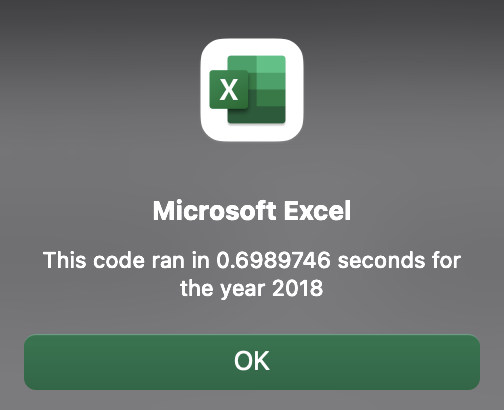 X
Microsoft Excel
This code ran in 0.6989746 seconds for
the year 2018
OK